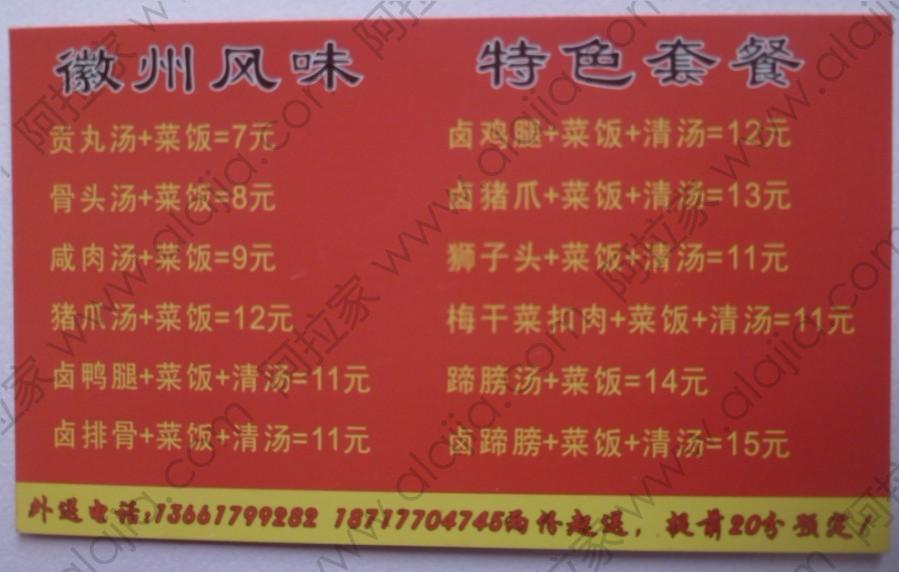 徽州风味 特色套餐
贡丸汤+菜饭=7元
骨头汤+菜饭=8元
咸肉汤+菜饭=9元
猪爪汤+菜饭=12元
卤鸭腿+菜饭+清汤=11元
卤排骨+菜饭+清汤=11元
卤鸡腿+菜饭+清汤=12元
卤猪爪+菜饭+清汤=13元
狮子头+菜饭+清汤=11元
梅干菜扣肉+菜饭+清汤=11元
蹄膀汤+菜饭=14元
卤蹄膀+菜饭+清汤=15元
外送电话:13661799282 18717704745两份起送，提前20分预定！
阿拉家 www.alajia.com